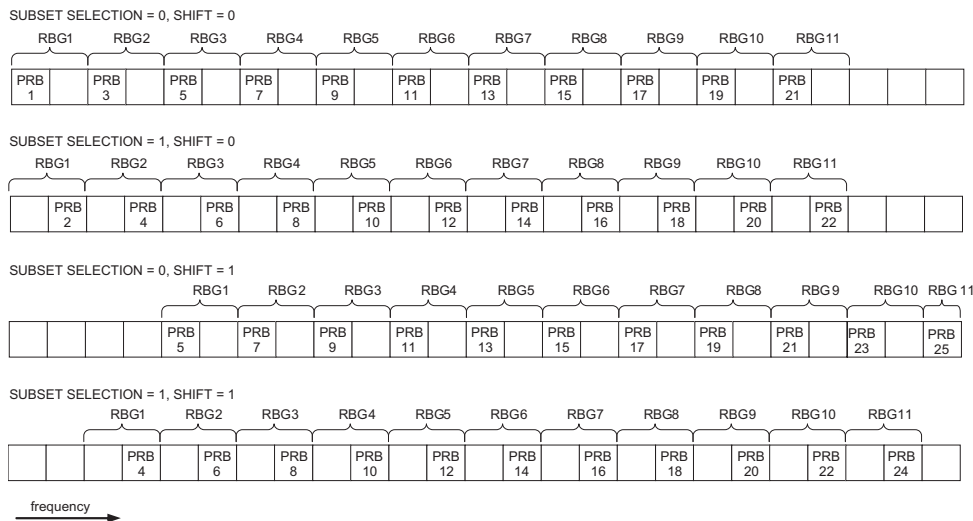 SUBSET SELECTION = 0, SHIFT = 0
RBG1 RBG2 RBG3 RBG4 RBG5 RBG6 RBG7 RBG8 RBG9 RBG10 RBG11
PRB PRB PRB PRB PRB PRB PRB PRB PRB PRB PRB
1 3 5 7 9 11 13 15 17 19 21
SUBSET SELECTION = 1, SHIFT = 0
RBG1 RBG2 RBG3 RBG4 RBG5 RBG6 RBG7 RBG8 RBG9 RBG10 RBG11
PRB PRB PRB PRB PRB PRB PRB PRB PRB PRB PRB
2 4 6 8 10 12 14 16 18 20 22
SUBSET SELECTION = 0, SHIFT = 1
RBG1 RBG2 RBG3 RBG4 RBG5 RBG6 RBG7 RBG8 RBG9 RBG10 RBG 11
PRB PRB PRB PRB PRB PRB PRB PRB PRB PRB PRB
5 7 9 11 13 15 17 19 21 23 25
SUBSET SELECTION = 1, SHIFT = 1
RBG1 RBG2 RBG3 RBG4 RBG5 RBG6 RBG7 RBG8 RBG9 RBG10 RBG11
PRB PRB PRB PRB PRB PRB PRB PRB PRB PRB PRB
4 6 8 10 12 14 16 18 20 22 24
frequency